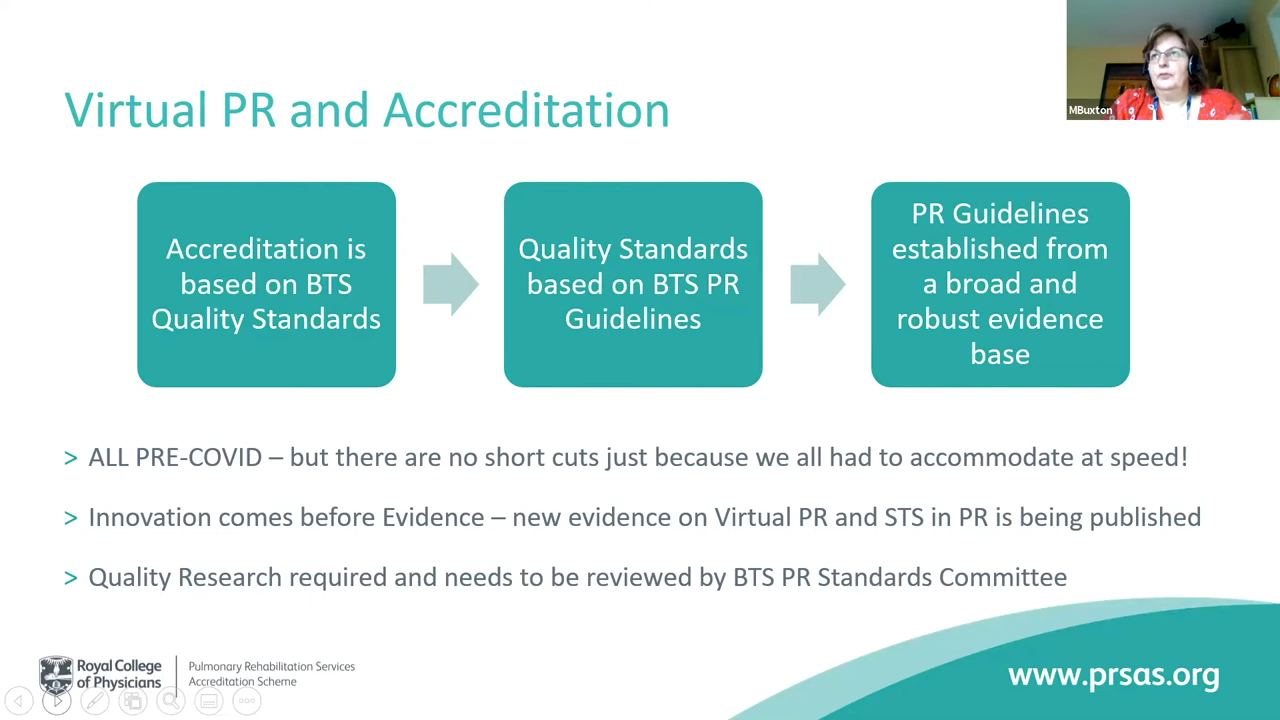 MBuxton
Virtual PR and Accreditation
Accreditation is
based on BTS
Quality Standards
Quality Standards
based on BTS PR
Guidelines
PR Guidelines
established from
a broad and
robust evidence
base
> ALL PRE-COVID – but there are no short cuts just because we all had to accommodate at speed!
> Innovation comes before Evidence – new evidence on Virtual PR and STS in PR is being published
> Quality Research required and needs to be reviewed by BTS PR Standards Committee
Royal College
of Physicians
Pulmonary Rehabilitation Services
Accreditation Scheme
www.prsas.org